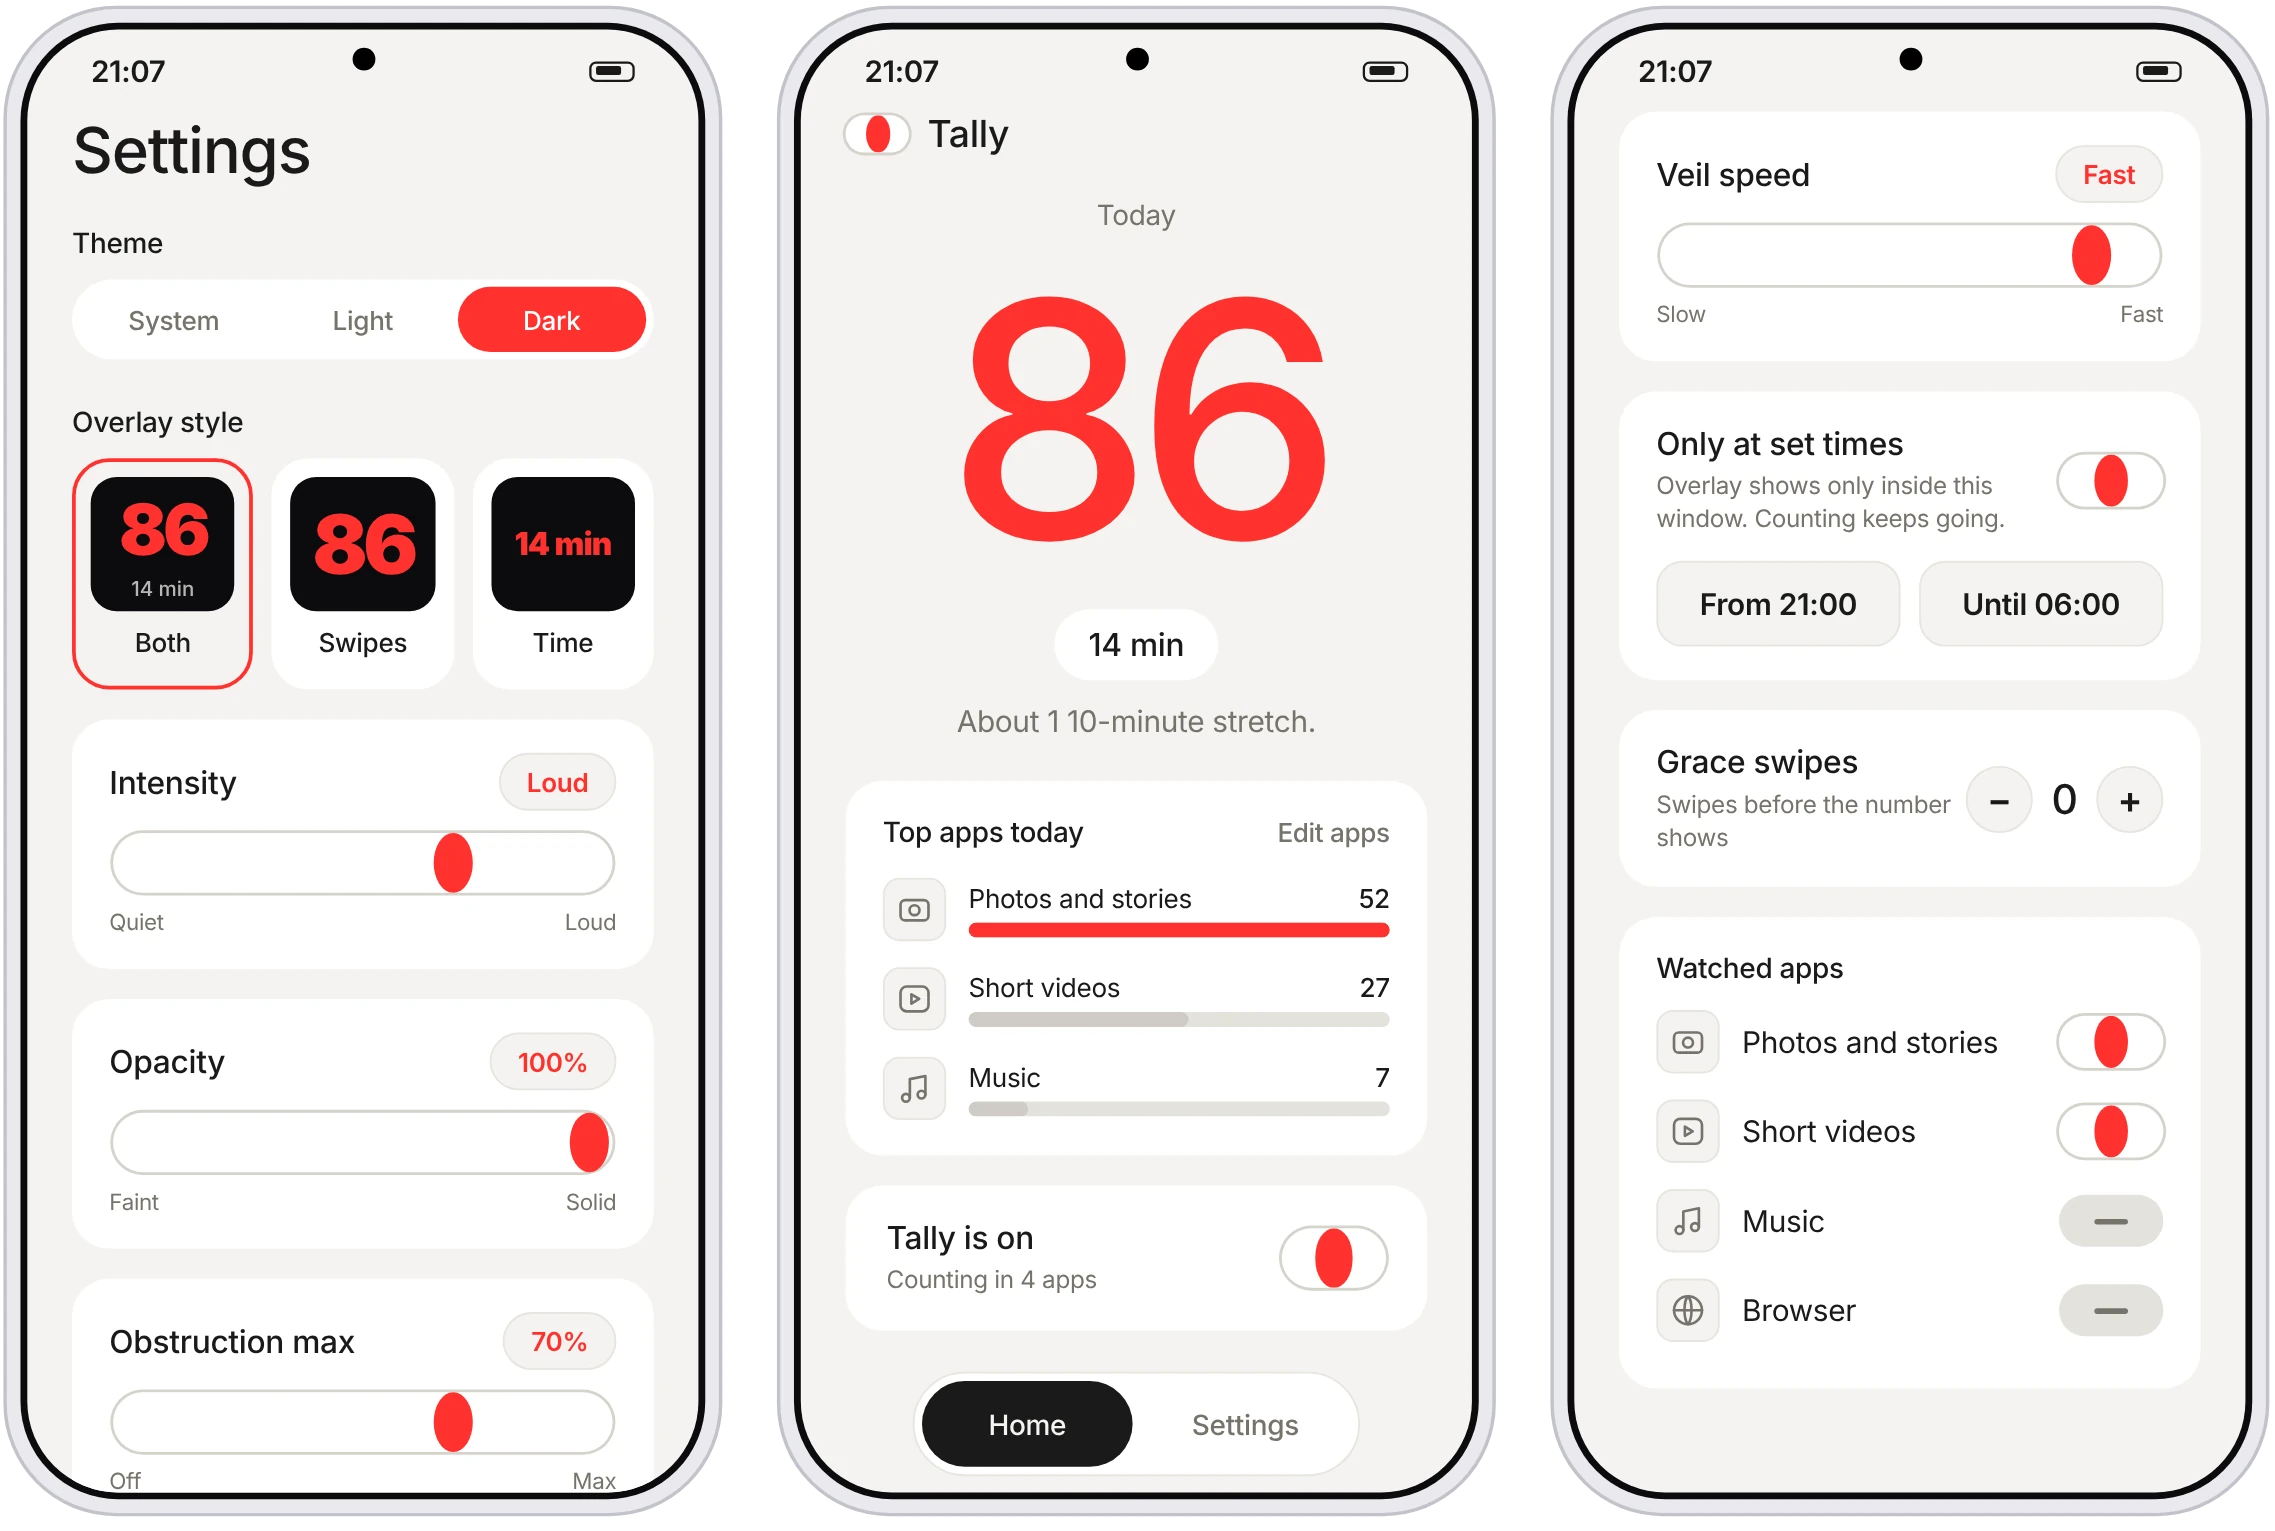 21:07
Settings
Theme
System Light Dark
Overlay style
86
14 min
Both
86
Swipes
14 min
Time
Intensity Loud
Quiet Loud
Opacity 100%
Faint Solid
Obstruction max 70%
Off Max
21:07
Tally
Today
86
14 min
About 1 10-minute stretch.
Top apps today Edit apps
Photos and stories 52
Short videos 27
Music 7
Tally is on
Counting in 4 apps
Home Settings
21:07
Veil speed Fast
Slow Fast
Only at set times
Overlay shows only inside this
window. Counting keeps going.
From 21:00 Until 06:00
Grace swipes
Swipes before the number
shows
− 0 +
Watched apps
Photos and stories
Short videos
Music
Browser